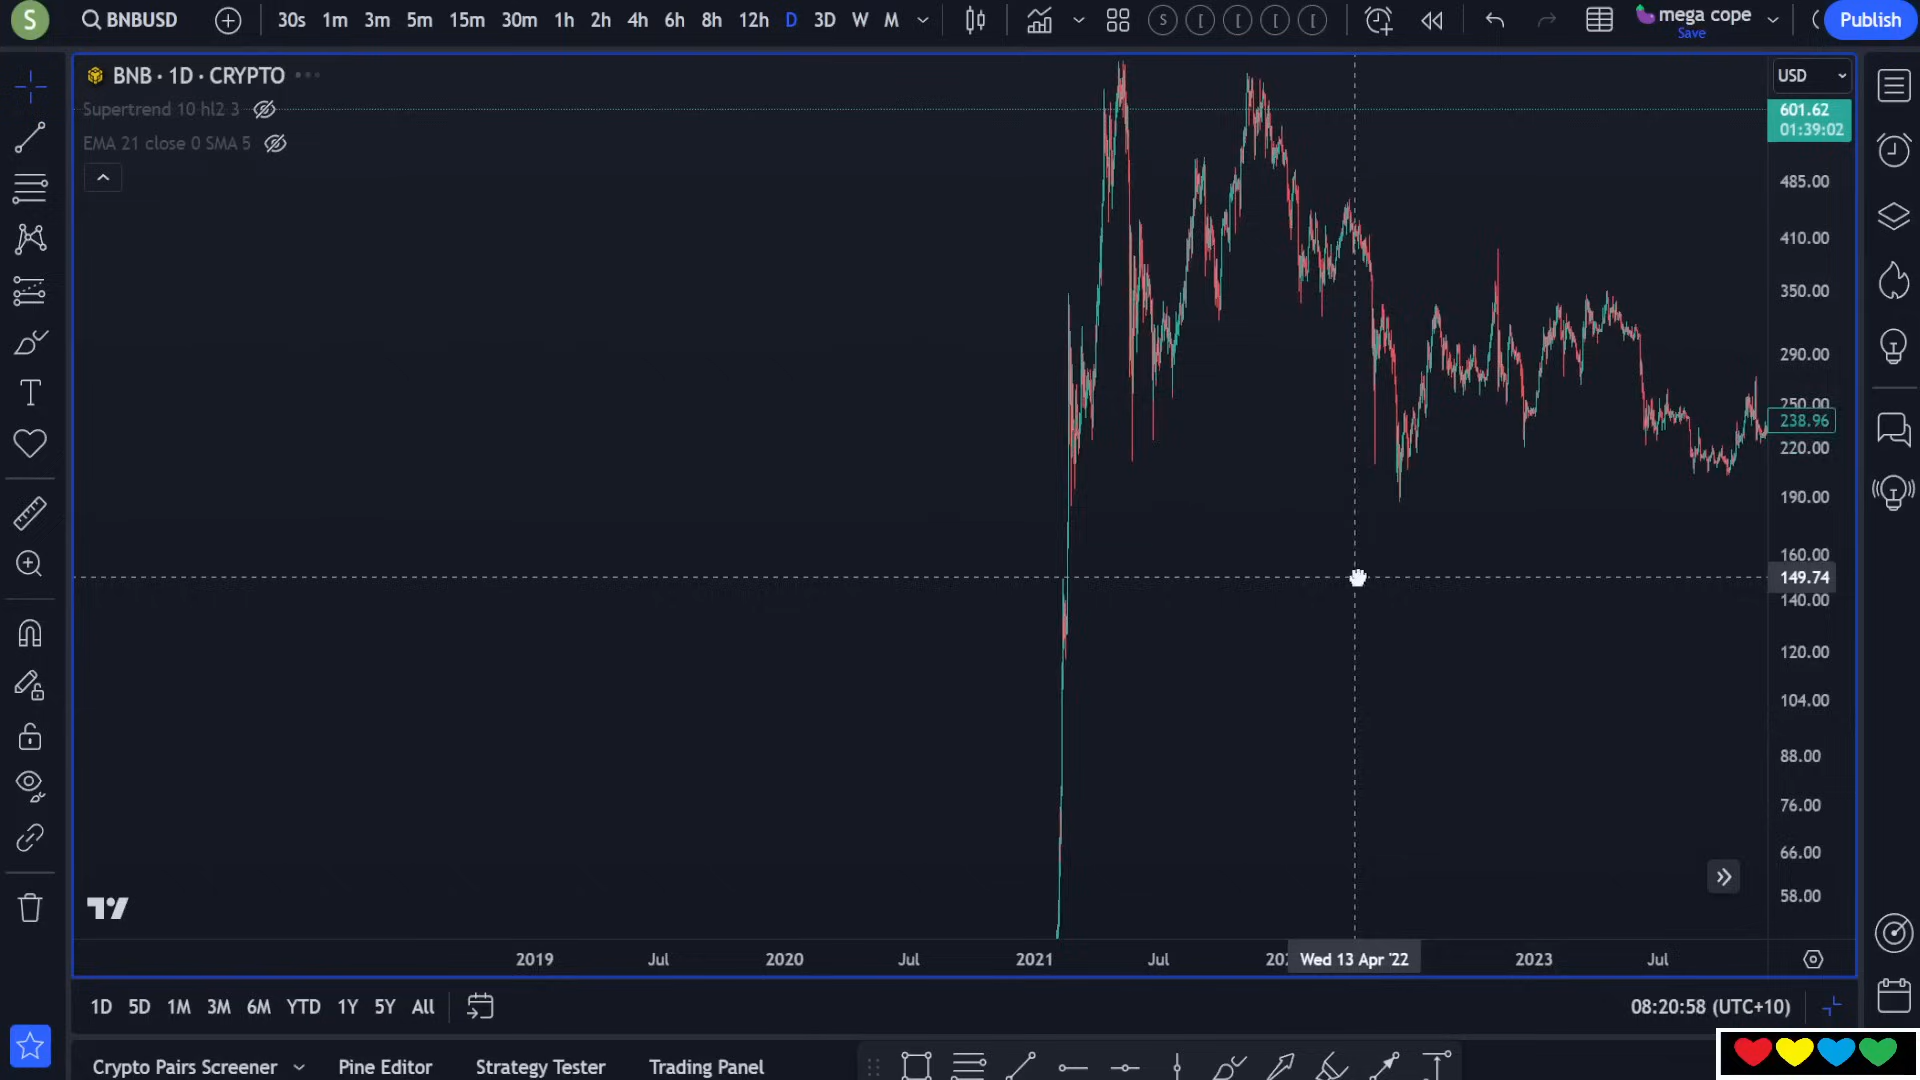 S
BNBUSD
30s 1m 3m 5m 15m 30m 1h 2h 4h 6h 8h 12h D 3D W M
S [ [ [ [
mega cope
Save
Publish
BNB · 1D · CRYPTO
Supertrend 10 hl2 3
EMA 21 close 0 SMA 5
USD
601.62
01:39:02
485.00
410.00
350.00
290.00
250.00
238.96
220.00
190.00
160.00
149.74
140.00
120.00
104.00
88.00
76.00
66.00
58.00
2019 Jul 2020 Jul 2021 Jul 202 Wed 13 Apr '22 2023 Jul
1D 5D 1M 3M 6M YTD 1Y 5Y All
08:20:58 (UTC+10)
Crypto Pairs Screener Pine Editor Strategy Tester Trading Panel